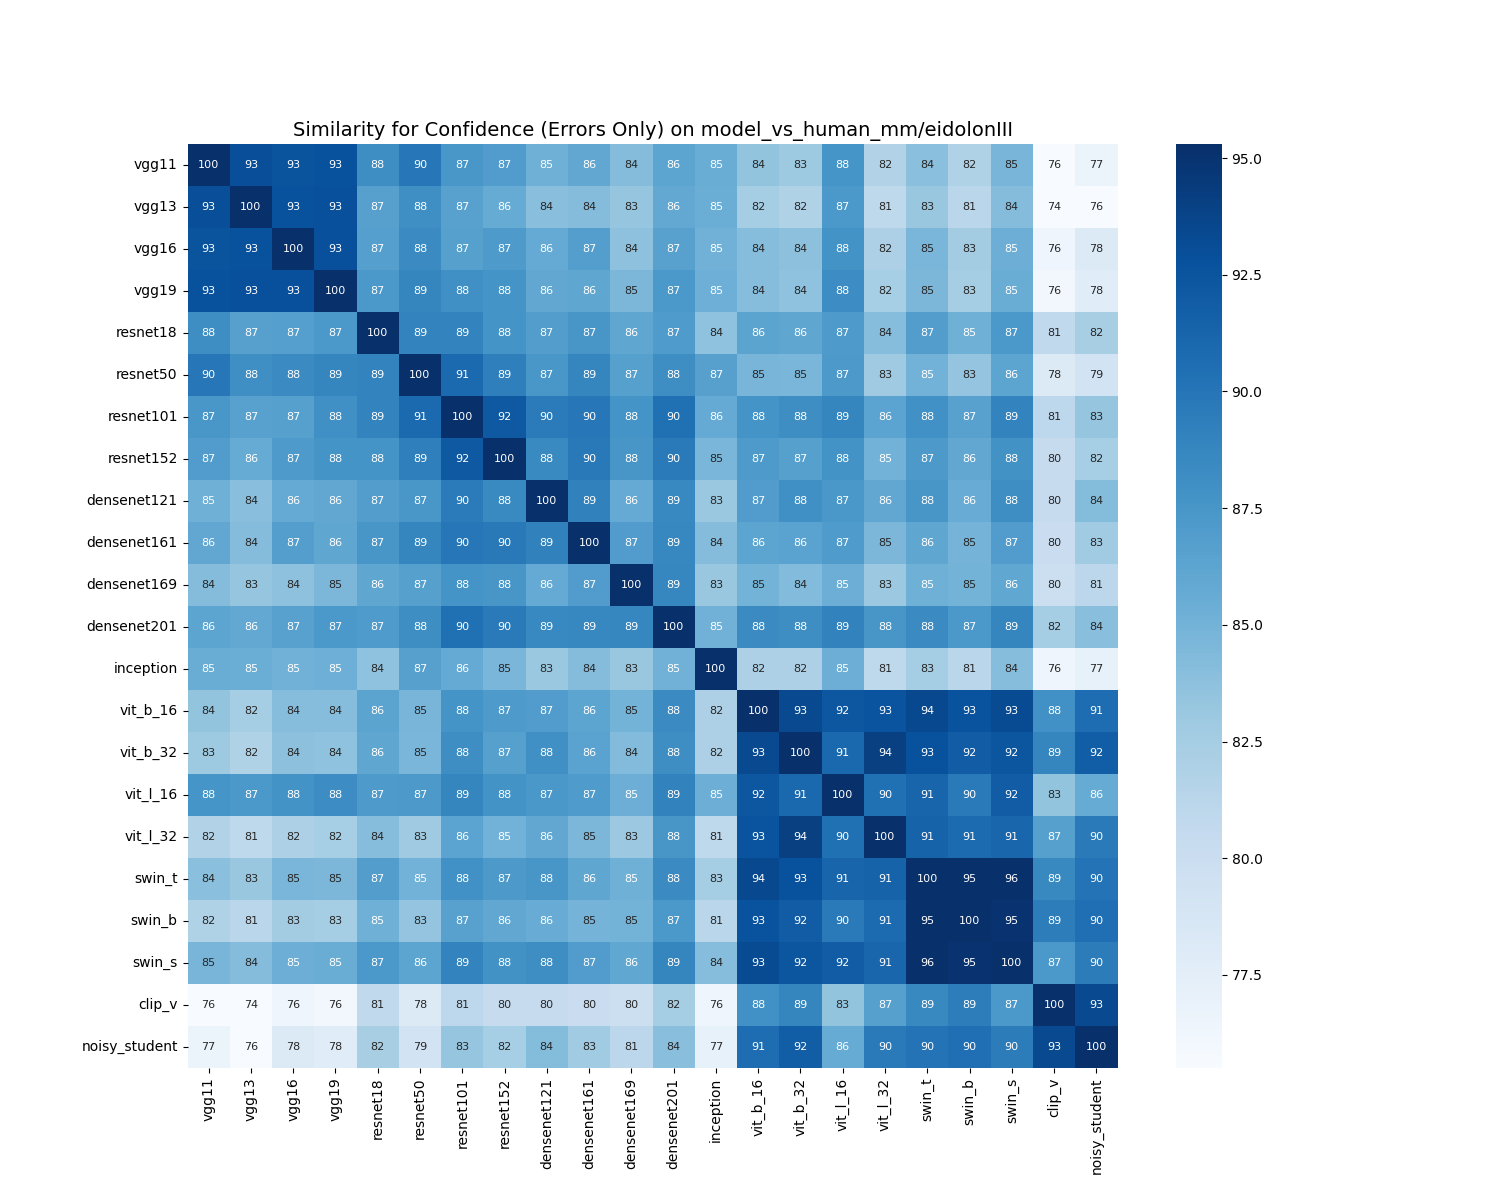 Similarity for Confidence (Errors Only) on model_vs_human_mm/eidolonIII
vgg11 100 93 93 93 88 90 87 87 85 86 84 86 85 84 83 88 82 84 82 85 76 77
vgg13 93 100 93 93 87 88 87 86 84 84 83 86 85 82 82 87 81 83 81 84 74 76
vgg16 93 93 100 93 87 88 87 87 86 87 84 87 85 84 84 88 82 85 83 85 76 78
vgg19 93 93 93 100 87 89 88 88 86 86 85 87 85 84 84 88 82 85 83 85 76 78
resnet18 88 87 87 87 100 89 89 88 87 87 86 87 84 86 86 87 84 87 85 87 81 82
resnet50 90 88 88 89 89 100 91 89 87 89 87 88 87 85 85 87 83 85 83 86 78 79
resnet101 87 87 87 88 89 91 100 92 90 90 88 90 86 88 88 89 86 88 87 89 81 83
resnet152 87 86 87 88 88 89 92 100 88 90 88 90 85 87 87 88 85 87 86 88 80 82
densenet121 85 84 86 86 87 87 90 88 100 89 86 89 83 87 88 87 86 88 86 88 80 84
densenet161 86 84 87 86 87 89 90 90 89 100 87 89 84 86 86 87 85 86 85 87 80 83
densenet169 84 83 84 85 86 87 88 88 86 87 100 89 83 85 84 85 83 85 85 86 80 81
densenet201 86 86 87 87 87 88 90 90 89 89 89 100 85 88 88 89 88 88 87 89 82 84
inception 85 85 85 85 84 87 86 85 83 84 83 85 100 82 82 85 81 83 81 84 76 77
vit_b_16 84 82 84 84 86 85 88 87 87 86 85 88 82 100 93 92 93 94 93 93 88 91
vit_b_32 83 82 84 84 86 85 88 87 88 86 84 88 82 93 100 91 94 93 92 92 89 92
vit_l_16 88 87 88 88 87 87 89 88 87 87 85 89 85 92 91 100 90 91 90 92 83 86
vit_l_32 82 81 82 82 84 83 86 85 86 85 83 88 81 93 94 90 100 91 91 91 87 90
swin_t 84 83 85 85 87 85 88 87 88 86 85 88 83 94 93 91 91 100 95 96 89 90
swin_b 82 81 83 83 85 83 87 86 86 85 85 87 81 93 92 90 91 95 100 95 89 90
swin_s 85 84 85 85 87 86 89 88 88 87 86 89 84 93 92 92 91 96 95 100 87 90
clip_v 76 74 76 76 81 78 81 80 80 80 80 82 76 88 89 83 87 89 89 87 100 93
noisy_student 77 76 78 78 82 79 83 82 84 83 81 84 77 91 92 86 90 90 90 90 93 100
vgg11
vgg13
vgg16
vgg19
resnet18
resnet50
resnet101
resnet152
densenet121
densenet161
densenet169
densenet201
inception
vit_b_16
vit_b_32
vit_l_16
vit_l_32
swin_t
swin_b
swin_s
clip_v
noisy_student
95.0
92.5
90.0
87.5
85.0
82.5
80.0
77.5